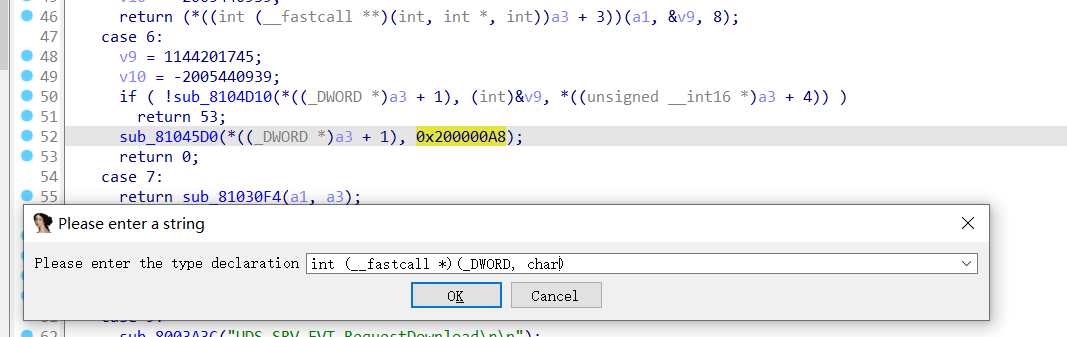 46 return (*((int (__fastcall **)(int, int *, int))a3 + 3))(a1, &v9, 8);
47 case 6:
48 v9 = 1144201745;
49 v10 = -2005440939;
50 if ( !sub_8104D10(*((_DWORD *)a3 + 1), (int)&v9, *((unsigned __int16 *)a3 + 4)) )
51 return 53;
52 sub_81045D0(*((_DWORD *)a3 + 1), 0x200000A8);
53 return 0;
54 case 7:
55 return sub_81030F4(a1, a3);
Please enter a string
Please enter the type declaration int (__fastcall *)(_DWORD, char)
OK Cancel
62 sub_8003A3C("UDS_SRV_EVT_RequestDownload\n\n");